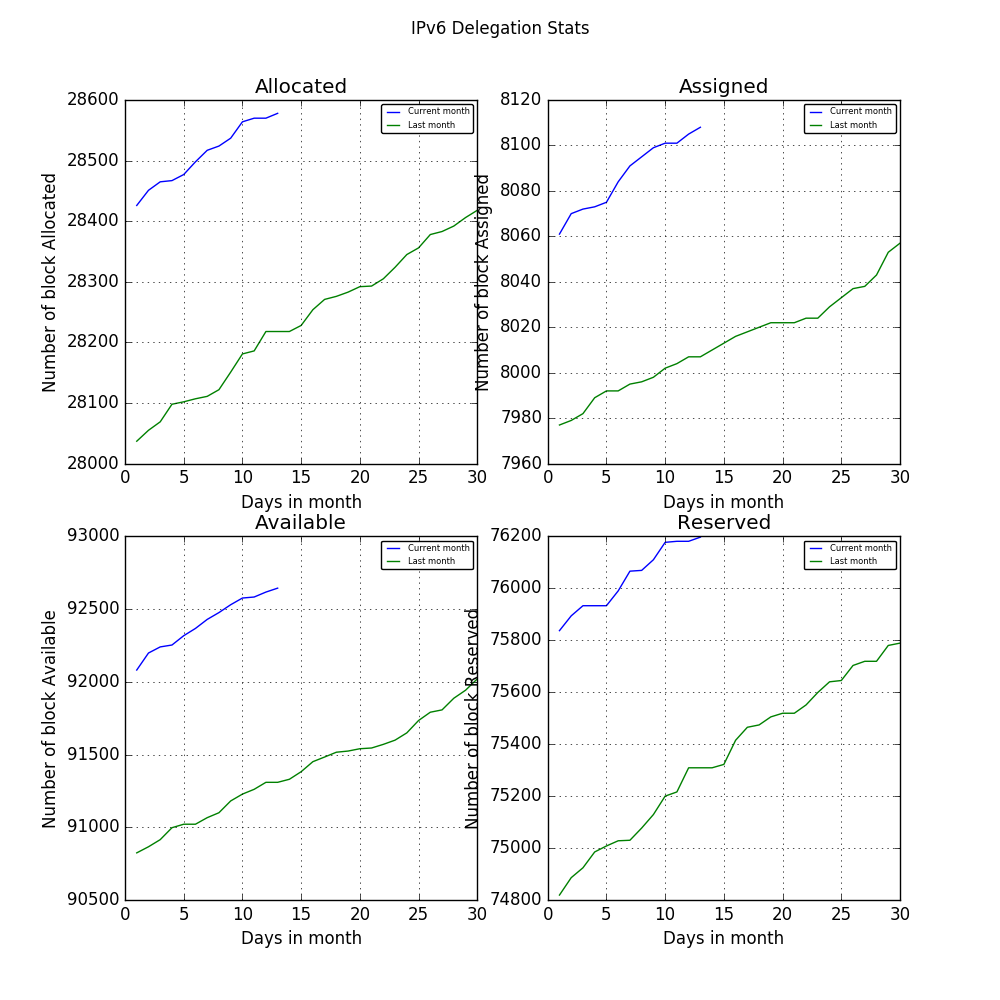 IPv6 Delegation Stats
Allocated
Number of block Allocated
28600
28500
28400
28300
28200
28100
28000
0 5 10 15 20 25 30
Days in month
Current month
Last month
Assigned
Number of block Assigned
8120
8100
8080
8060
8040
8020
8000
7980
7960
0 5 10 15 20 25 30
Days in month
Current month
Last month
Available
Number of block Available
93000
92500
92000
91500
91000
90500
0 5 10 15 20 25 30
Days in month
Current month
Last month
Reserved
Number of block Reserved
76200
76000
75800
75600
75400
75200
75000
74800
0 5 10 15 20 25 30
Days in month
Current month
Last month